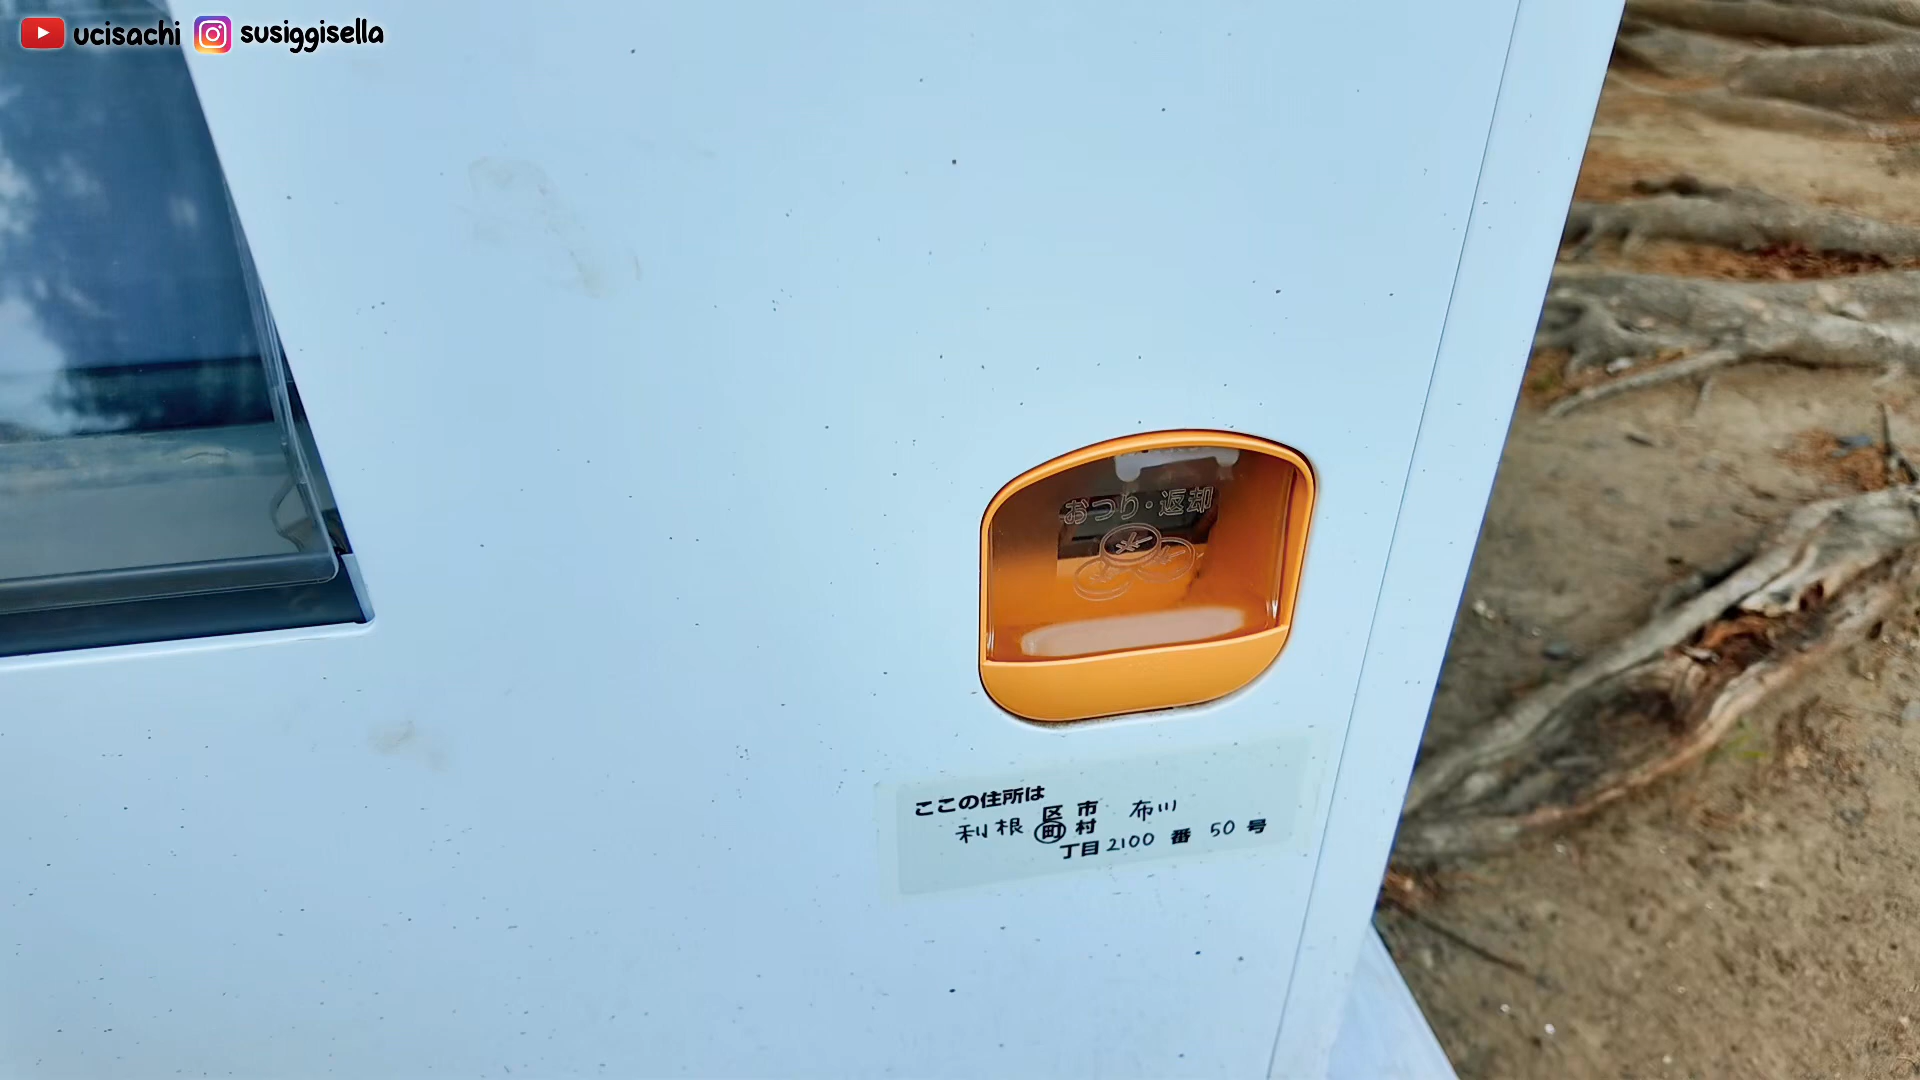 ucisachi susiggisella
おつり・返却
ここの住所は
区 市
利根 町 村 布川
丁目 2100 番 50 号